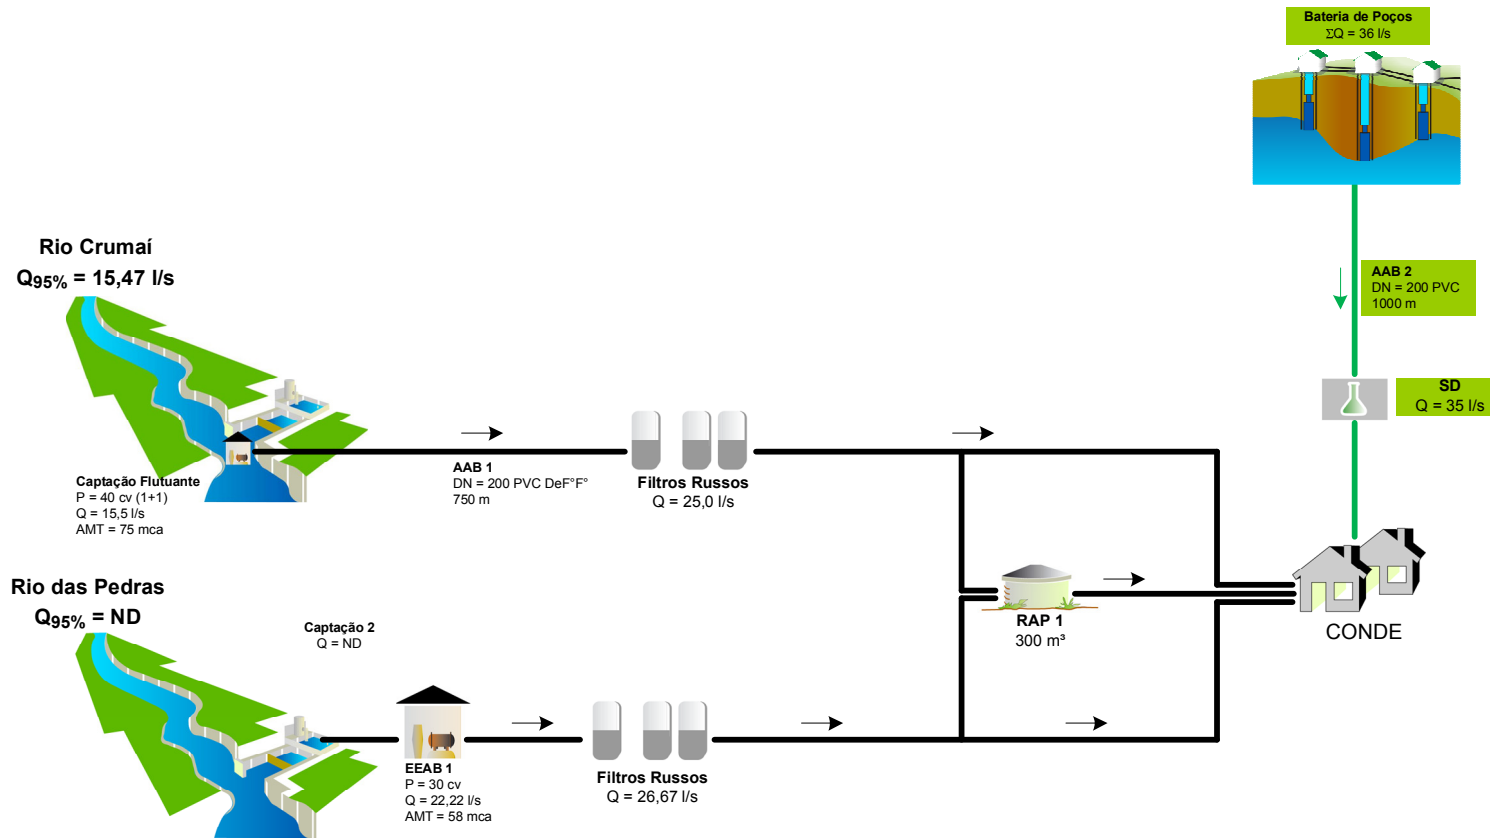 Bateria de Poços
ΣQ = 36 l/s
Rio Crumaí
Q95% = 15,47 l/s
AAB 2
DN = 200 PVC
1000 m
SD
Q = 35 l/s
Captação Flutuante
P = 40 cv (1+1)
Q = 15,5 l/s
AMT = 75 mca
AAB 1
DN = 200 PVC DeF°F°
750 m
Filtros Russos
Q = 25,0 l/s
Rio das Pedras
Q95% = ND
Captação 2
Q = ND
RAP 1
300 m³
CONDE
EEAB 1
P = 30 cv
Q = 22,22 l/s
AMT = 58 mca
Filtros Russos
Q = 26,67 l/s